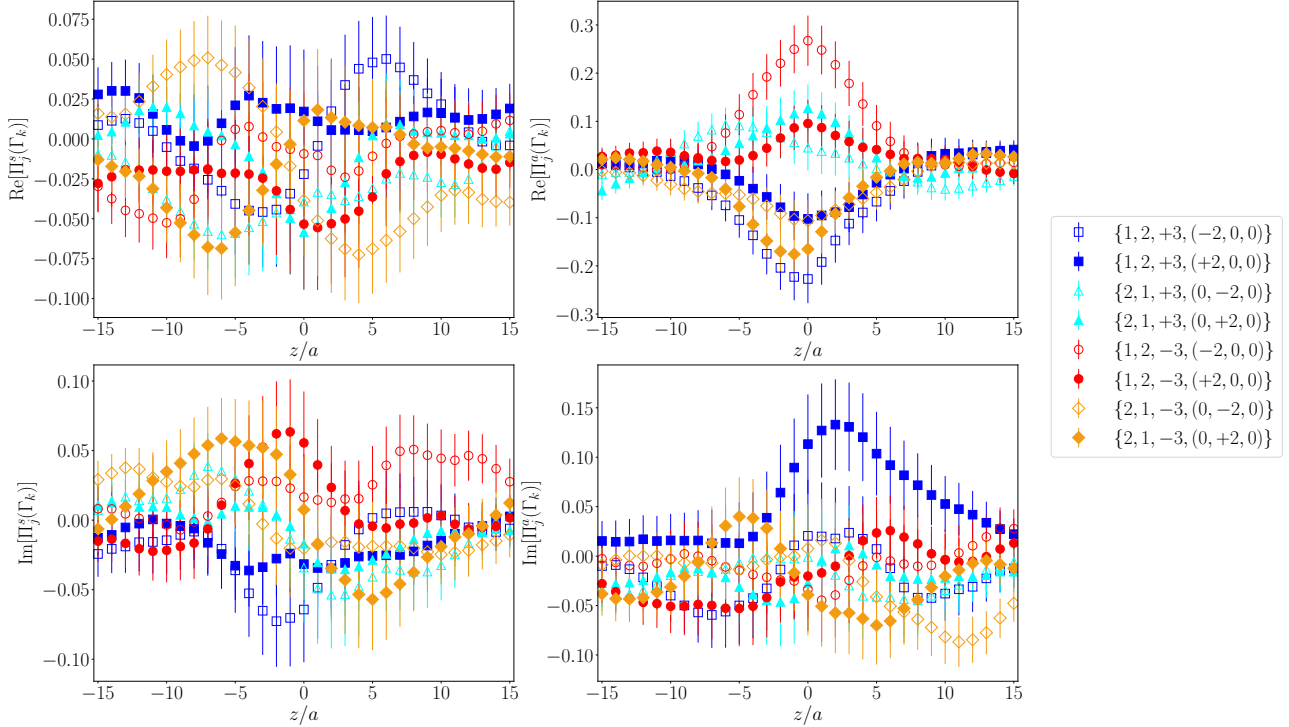 0.075
0.050
0.025
0.000
−0.025
−0.050
−0.075
−0.100
Re[Π^s_j(Γ_k)]
−15 −10 −5 0 5 10 15
z/a
0.3
0.2
0.1
0.0
−0.1
−0.2
−0.3
Re[Π^a_j(Γ_k)]
−15 −10 −5 0 5 10 15
z/a
0.10
0.05
0.00
−0.05
−0.10
Im[Π^s_j(Γ_k)]
−15 −10 −5 0 5 10 15
z/a
0.15
0.10
0.05
0.00
−0.05
−0.10
Im[Π^a_j(Γ_k)]
−15 −10 −5 0 5 10 15
z/a
{1, 2, +3, (−2, 0, 0)}
{1, 2, +3, (+2, 0, 0)}
{2, 1, +3, (0, −2, 0)}
{2, 1, +3, (0, +2, 0)}
{1, 2, −3, (−2, 0, 0)}
{1, 2, −3, (+2, 0, 0)}
{2, 1, −3, (0, −2, 0)}
{2, 1, −3, (0, +2, 0)}